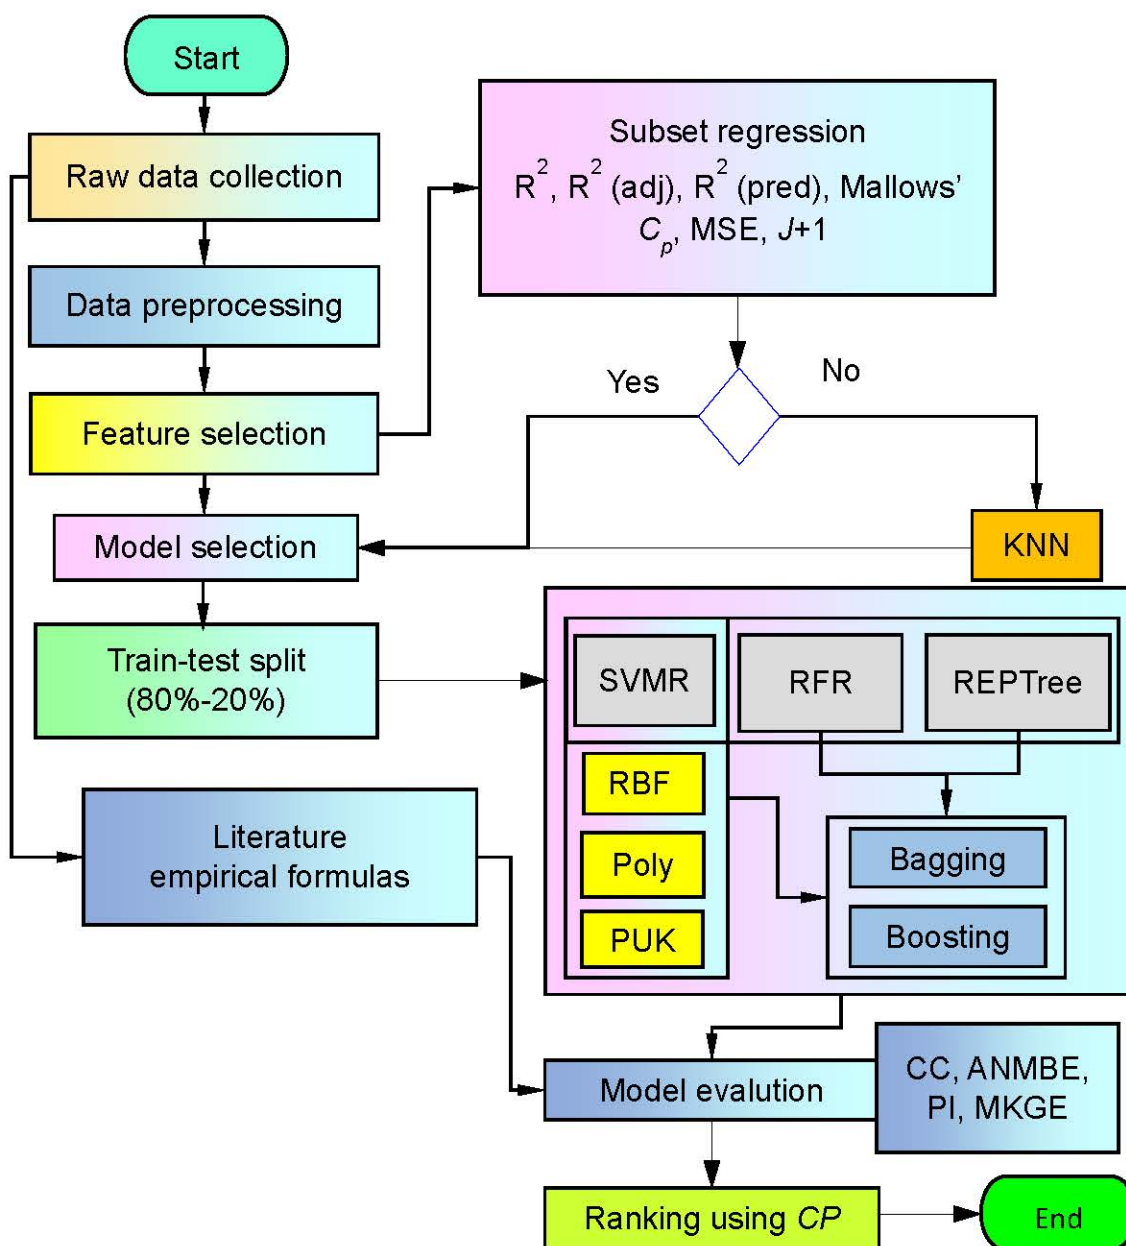 Start
Raw data collection
Data preprocessing
Feature selection
Model selection
Train-test split
(80%-20%)
Literature
empirical formulas
Subset regression
R², R² (adj), R² (pred), Mallows’
Cₚ, MSE, J+1
Yes
No
KNN
SVMR
RFR
REPTree
RBF
Poly
PUK
Bagging
Boosting
Model evalution
CC, ANMBE,
PI, MKGE
Ranking using CP
End